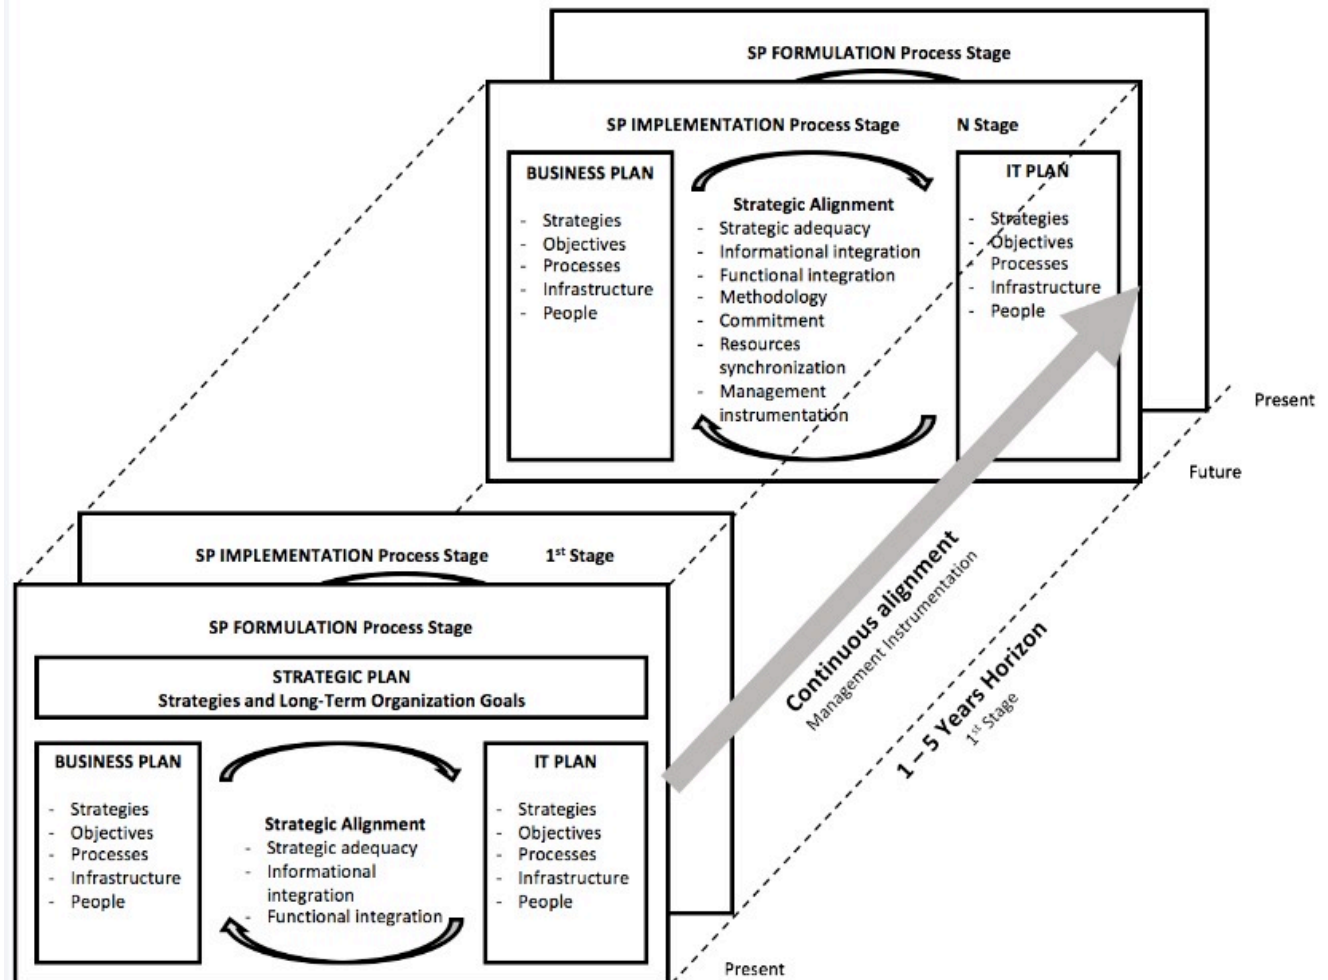 SP FORMULATION Process Stage
SP IMPLEMENTATION Process Stage N Stage
BUSINESS PLAN
- Strategies
- Objectives
- Processes
- Infrastructure
- People
Strategic Alignment
- Strategic adequacy
- Informational integration
- Functional integration
- Methodology
- Commitment
- Resources
synchronization
- Management
instrumentation
IT PLAN
- Strategies
- Objectives
- Processes
- Infrastructure
- People
Present
Future
SP IMPLEMENTATION Process Stage 1st Stage
SP FORMULATION Process Stage
STRATEGIC PLAN
Strategies and Long-Term Organization Goals
BUSINESS PLAN
- Strategies
- Objectives
- Processes
- Infrastructure
- People
Strategic Alignment
- Strategic adequacy
- Informational
integration
- Functional integration
IT PLAN
- Strategies
- Objectives
- Processes
- Infrastructure
- People
Continuous alignment
Management Instrumentation
1 – 5 Years Horizon
1st Stage
Present